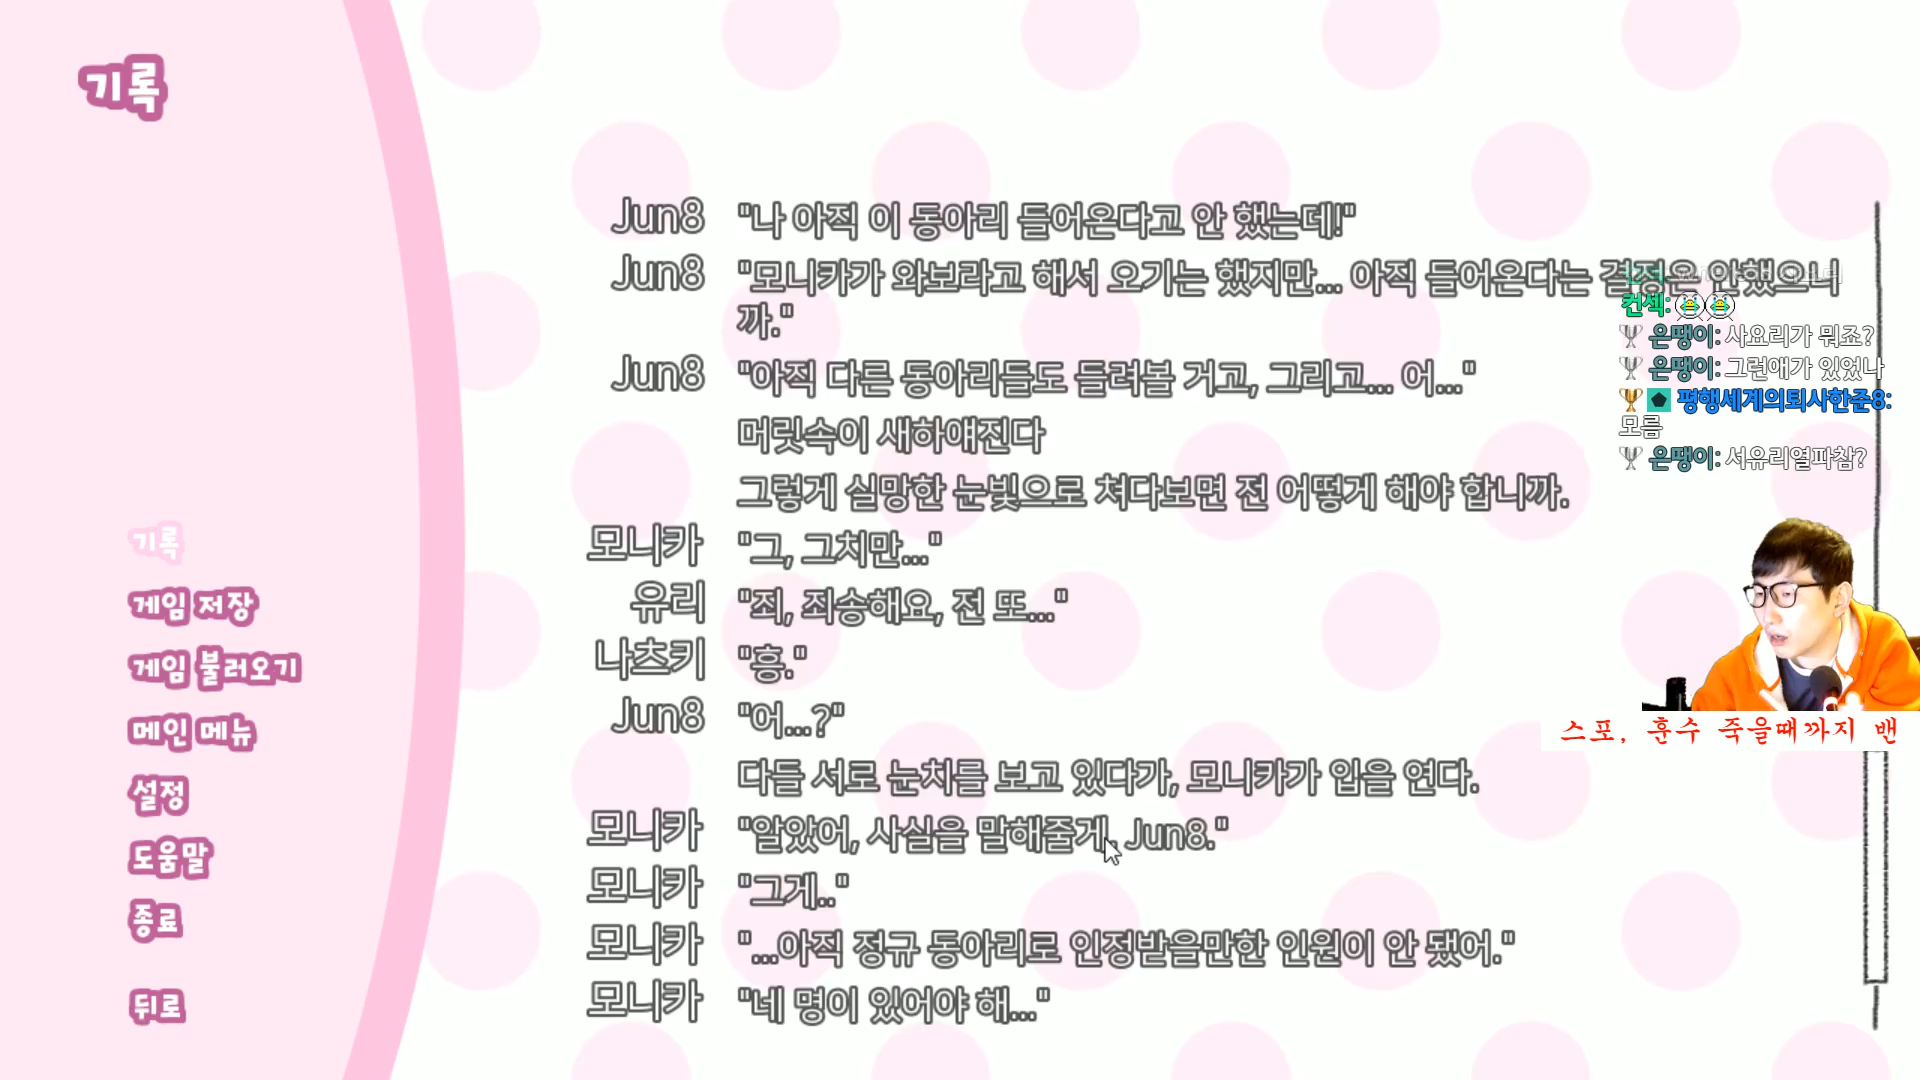 기록
Jun8 "나 아직 이 동아리 들어온다고 안 했는데!"
Jun8 "모니카가 와보라고 해서 오기는 했지만... 아직 들어온다는 결정은 안했으니
까."
Jun8 "아직 다른 동아리들도 들려볼 거고, 그리고... 어..."
머릿속이 새하얘진다
그렇게 실망한 눈빛으로 쳐다보면 전 어떻게 해야 합니까.
모니카 "그, 그치만..."
유리 "죄, 죄송해요, 전 또..."
나츠키 "흥."
Jun8 "어...?"
다들 서로 눈치를 보고 있다가, 모니카가 입을 연다.
모니카 "알았어, 사실을 말해줄게, Jun8."
모니카 "그게.."
모니카 "...아직 정규 동아리로 인정받을만한 인원이 안 됐어."
모니카 "네 명이 있어야 해..."
기록
게임 저장
게임 불러오기
메인 메뉴
설정
도움말
종료
뒤로
컨섹:
은땡이: 사요리가 뭐죠?
은땡이: 그런애가 있었나
평행세계의퇴사한준8:
모름
은땡이: 서유리열파참?
스포, 훈수 죽을때까지 밴